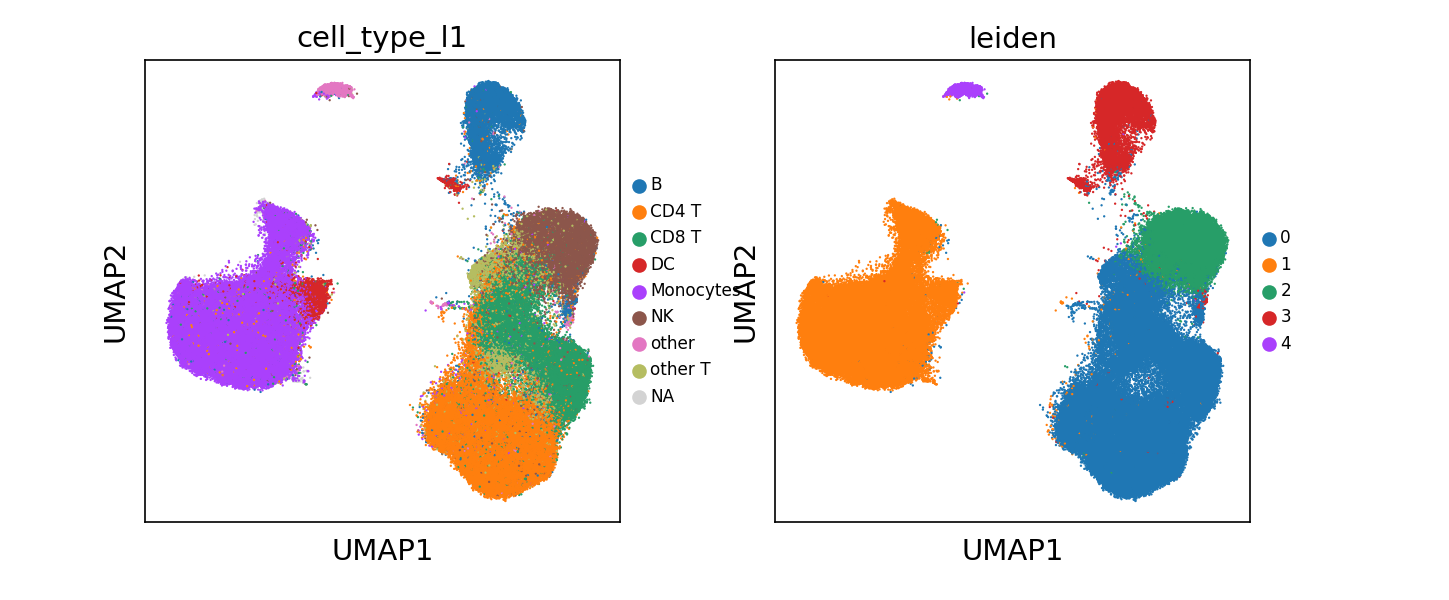 cell_type_l1
UMAP2
UMAP1
B
CD4 T
CD8 T
DC
Monocytes
NK
other
other T
NA
leiden
UMAP2
UMAP1
0
1
2
3
4